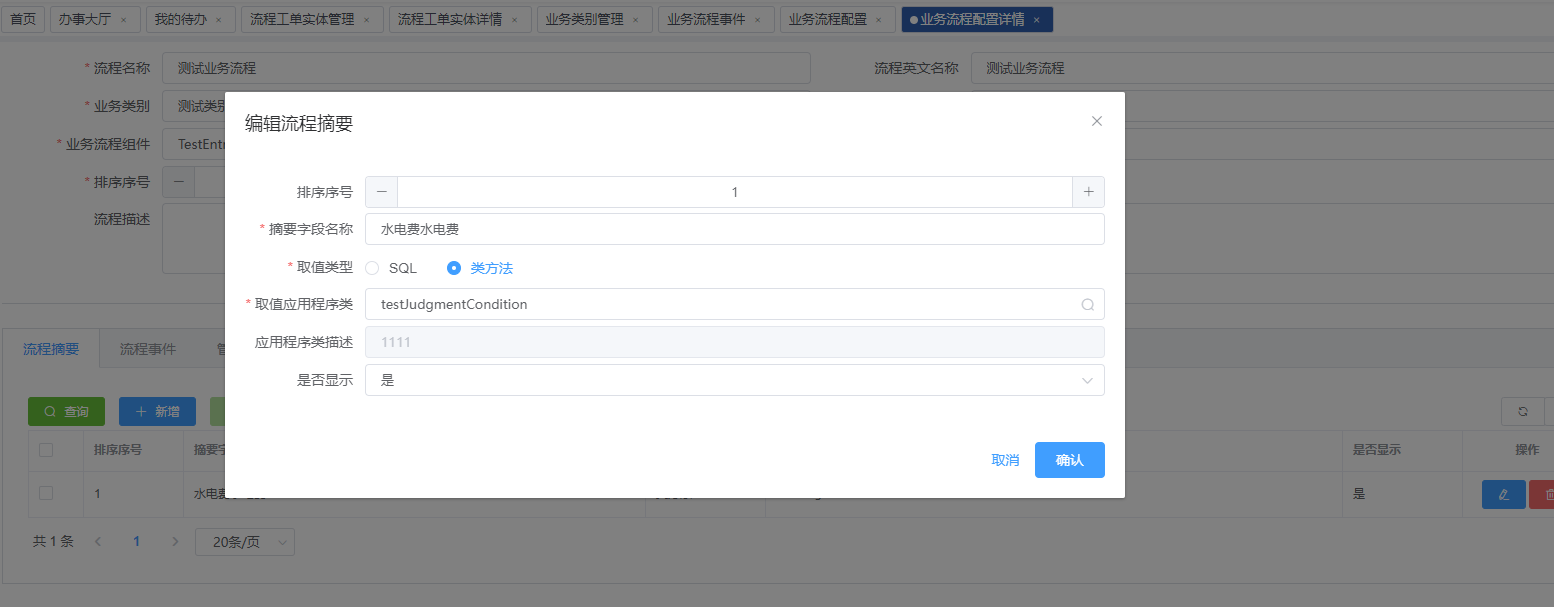 首页 办事大厅 × 我的待办 × 流程工单实体管理 × 流程工单实体详情 × 业务类别管理 × 业务流程事件 × 业务流程配置 × 业务流程配置详情 ×
* 流程名称 测试业务流程 流程英文名称 测试业务流程
* 业务类别 测试类别
* 业务流程组件 TestEntr
* 排序序号
流程描述
编辑流程摘要
排序序号 1
* 摘要字段名称 水电费水电费
* 取值类型 SQL 类方法
* 取值应用程序类 testJudgmentCondition
应用程序类描述 1111
是否显示 是
取消 确认
流程摘要 流程事件
查询 新增
排序序号 摘要字 是否显示 操作
1 水电费 是
共 1 条 1 20条/页